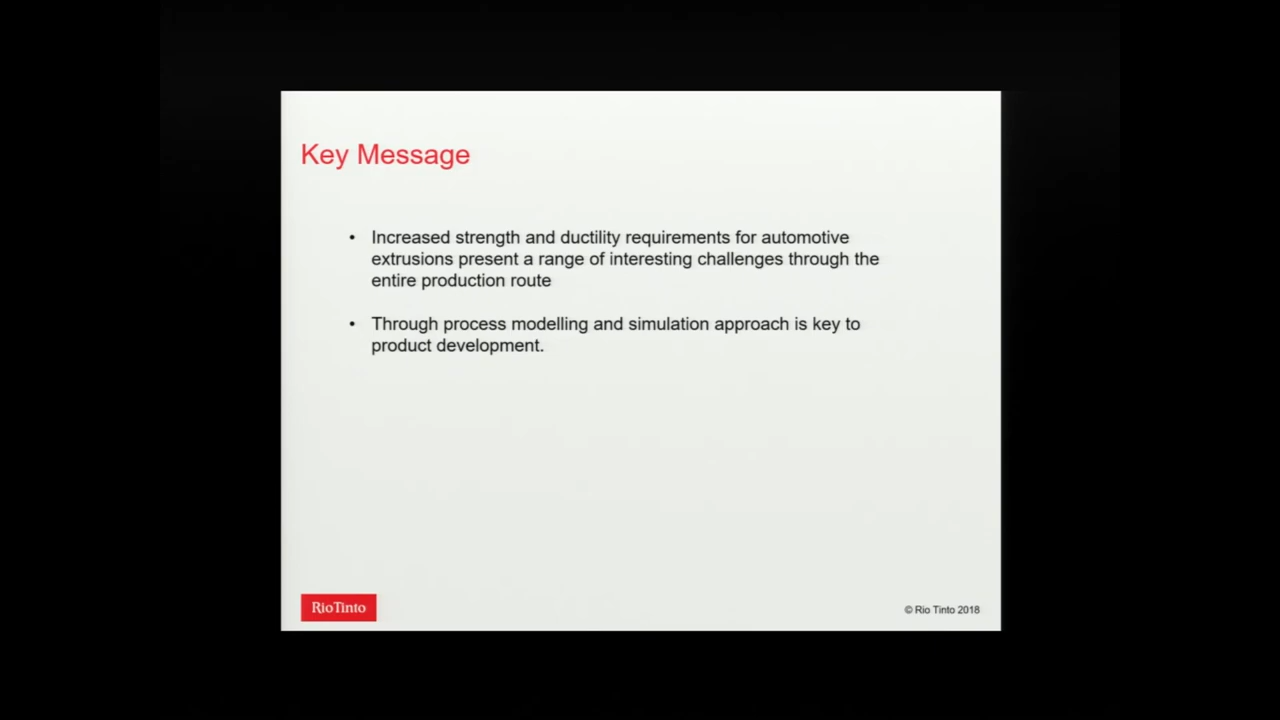 Key Message
• Increased strength and ductility requirements for automotive
extrusions present a range of interesting challenges through the
entire production route
• Through process modelling and simulation approach is key to
product development.
RioTinto
© Rio Tinto 2018